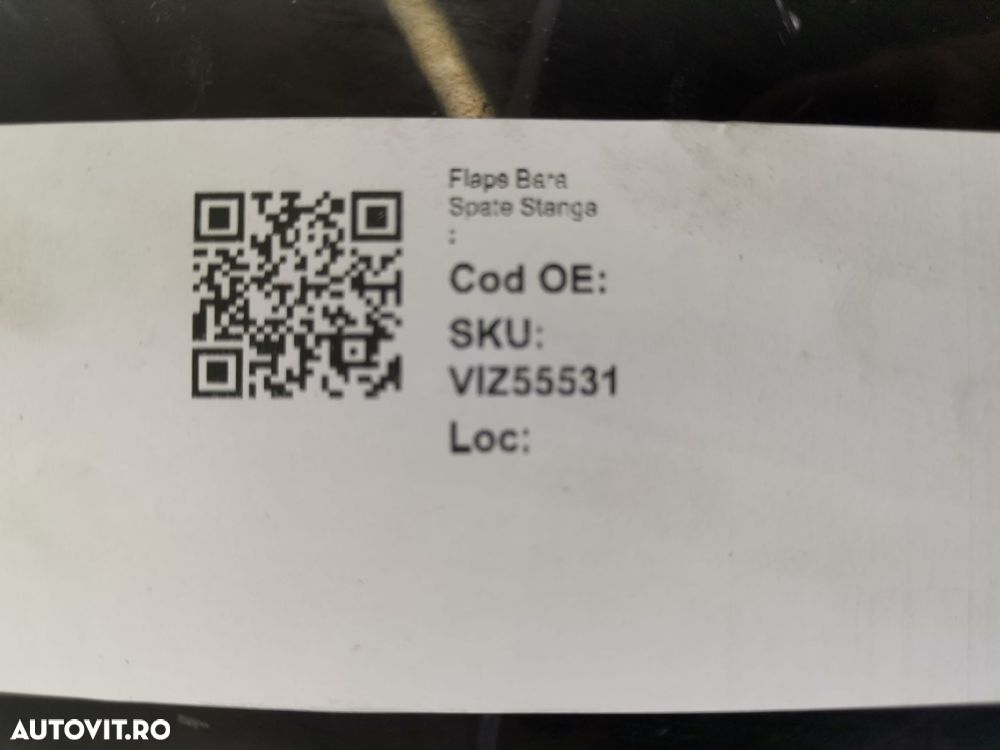 Flaps Bara
Spate Stanga
:
Cod OE:
SKU:
VIZ55531
Loc:
AUTOVIT.RO